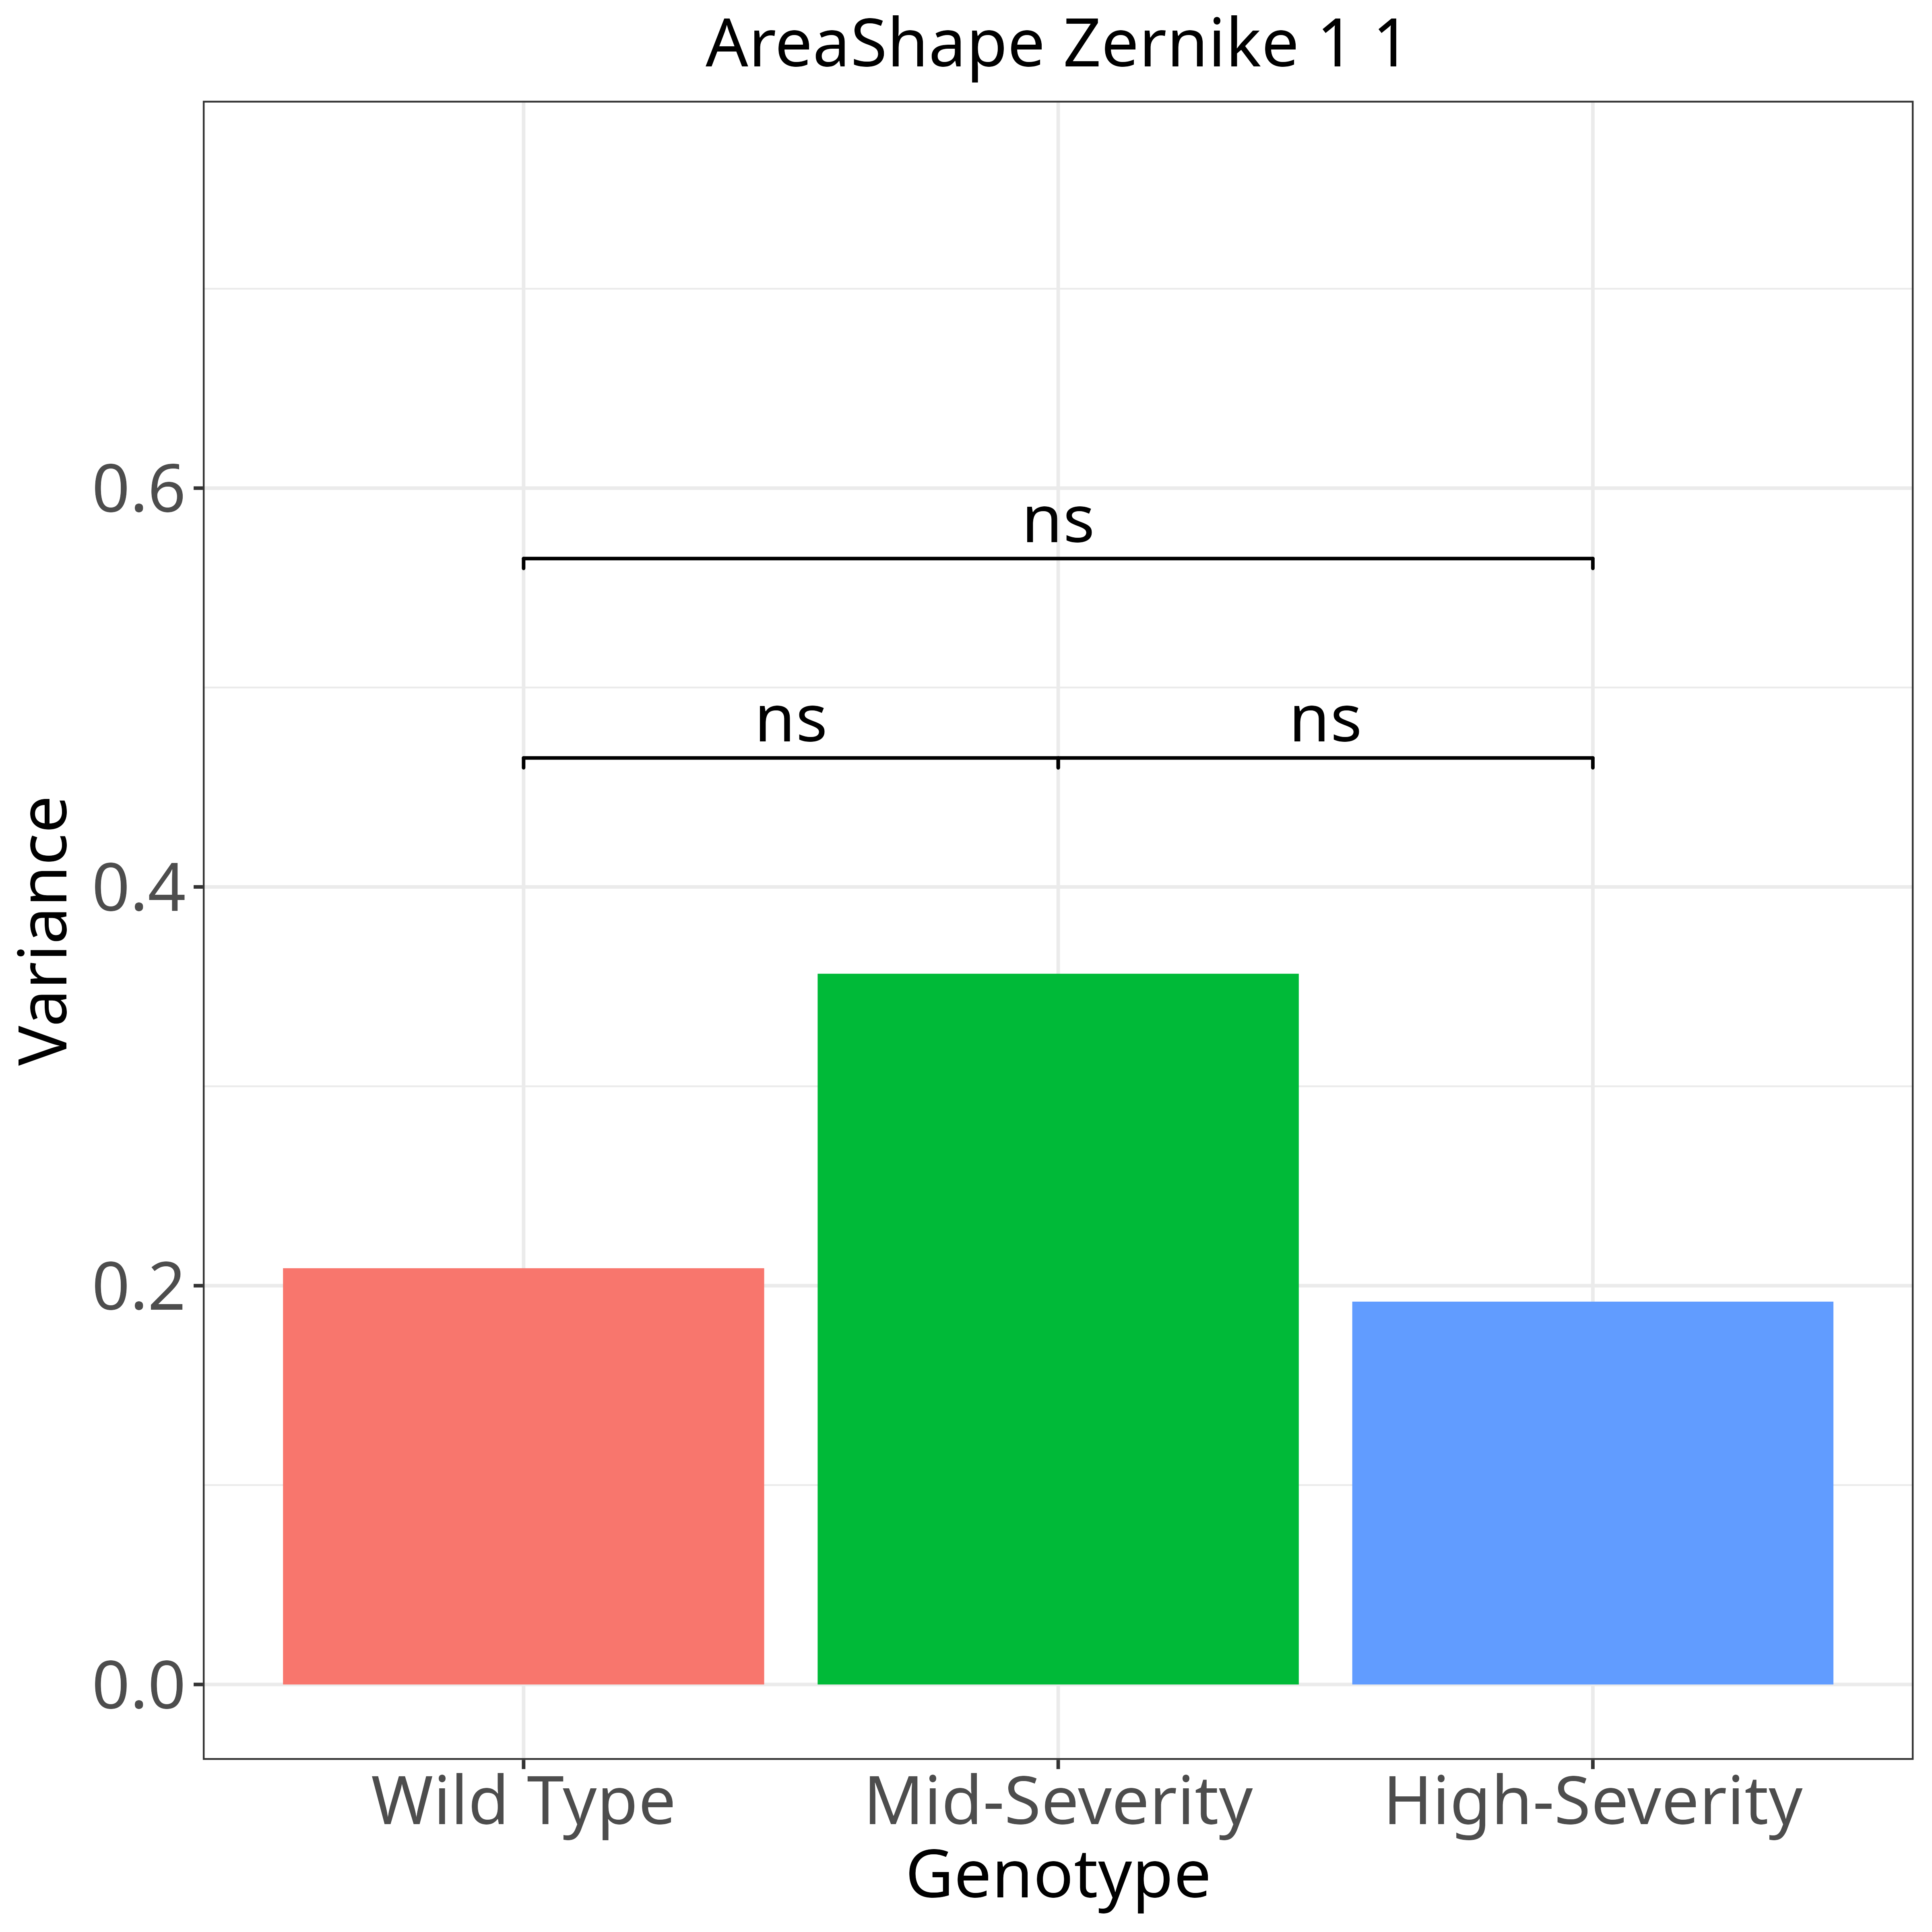 AreaShape Zernike 1 1
Variance
0.6
0.4
0.2
0.0
ns
ns ns
Wild Type Mid-Severity High-Severity
Genotype